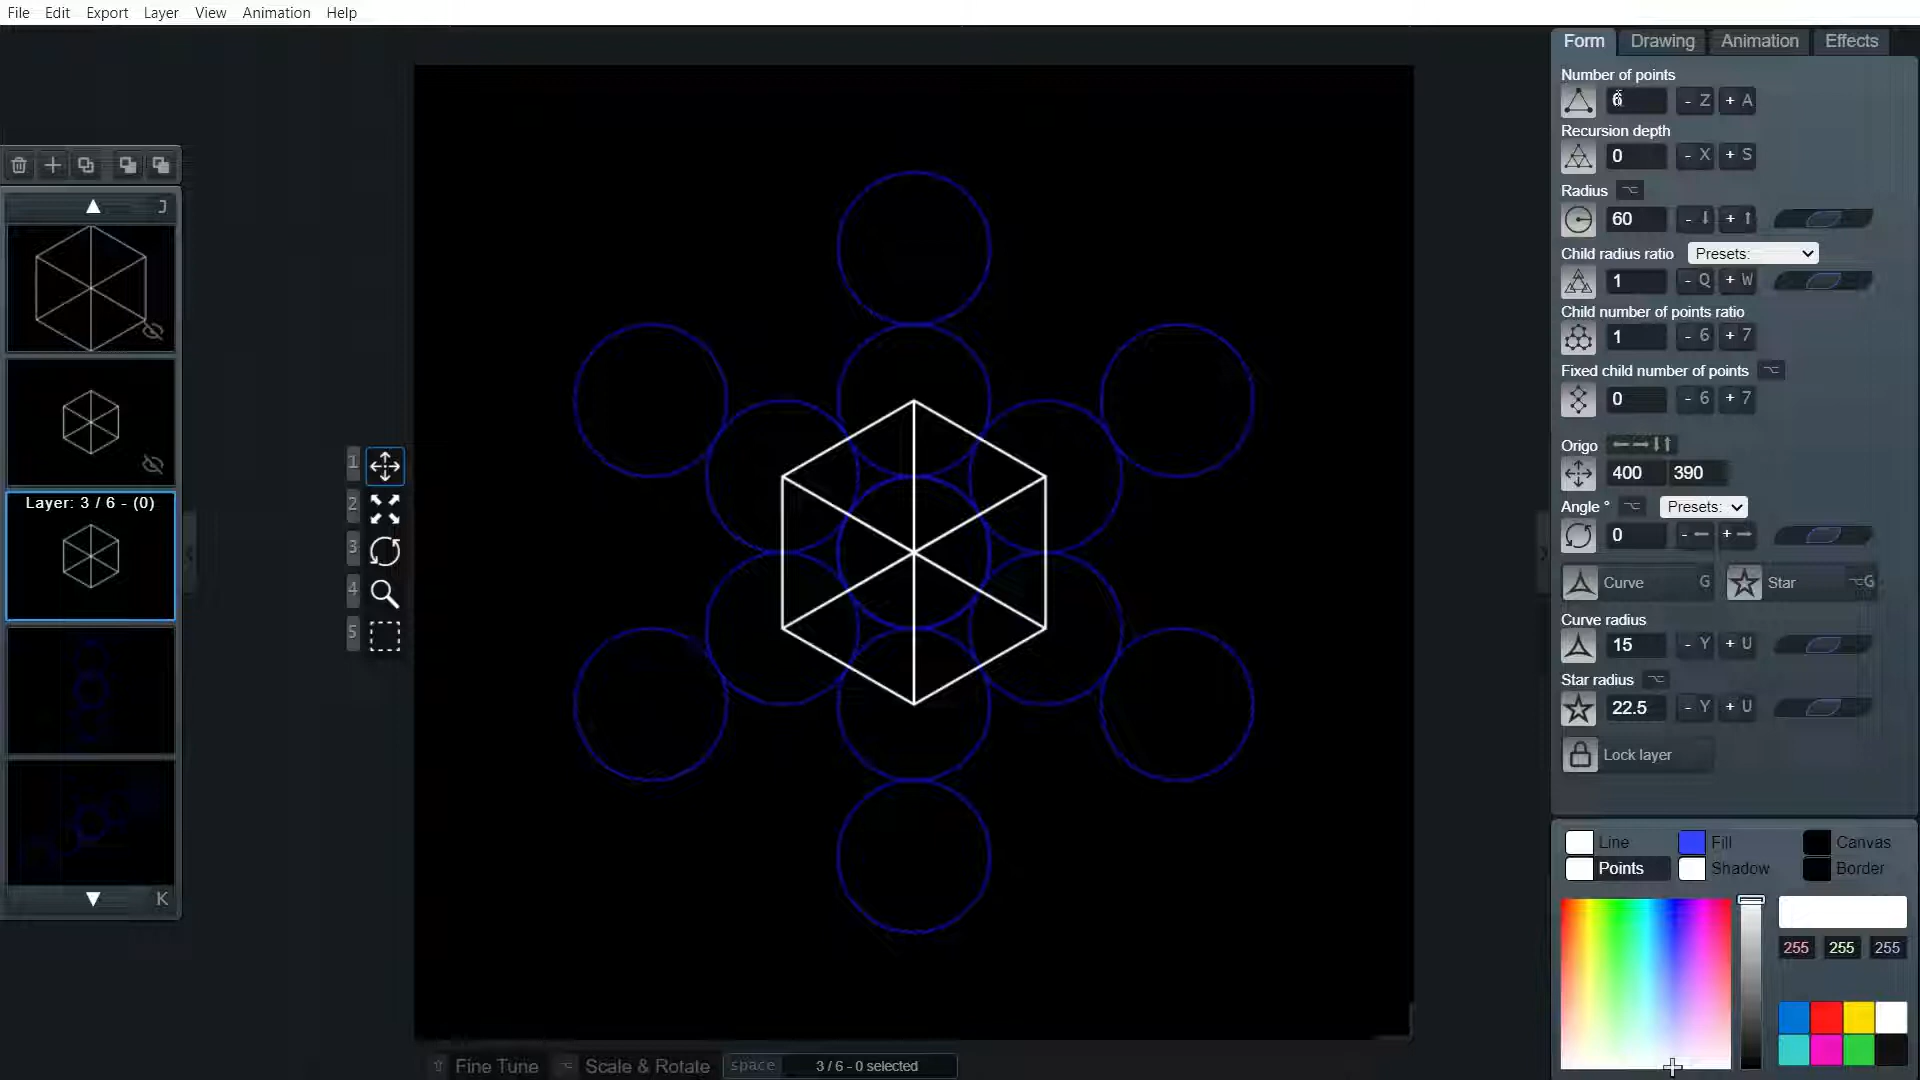 File Edit Export Layer View Animation Help
Form Drawing Animation Effects
Number of points
6 - Z + A
Recursion depth
0 - X + S
Radius
60 - +
Child radius ratio Presets:
1 - Q + W
Child number of points ratio
1 - 6 + 7
Fixed child number of points
0 - 6 + 7
Origo
400 390
Angle ° Presets:
0 - +
Curve G Star G
Curve radius
15 - Y + U
Star radius
22.5 - Y + U
Lock layer
Line Fill Canvas
Points Shadow Border
255 255 255
J
Layer: 3 / 6 - (0)
K
1
2
3
4
5
Fine Tune Scale & Rotate space 3 / 6 - 0 selected